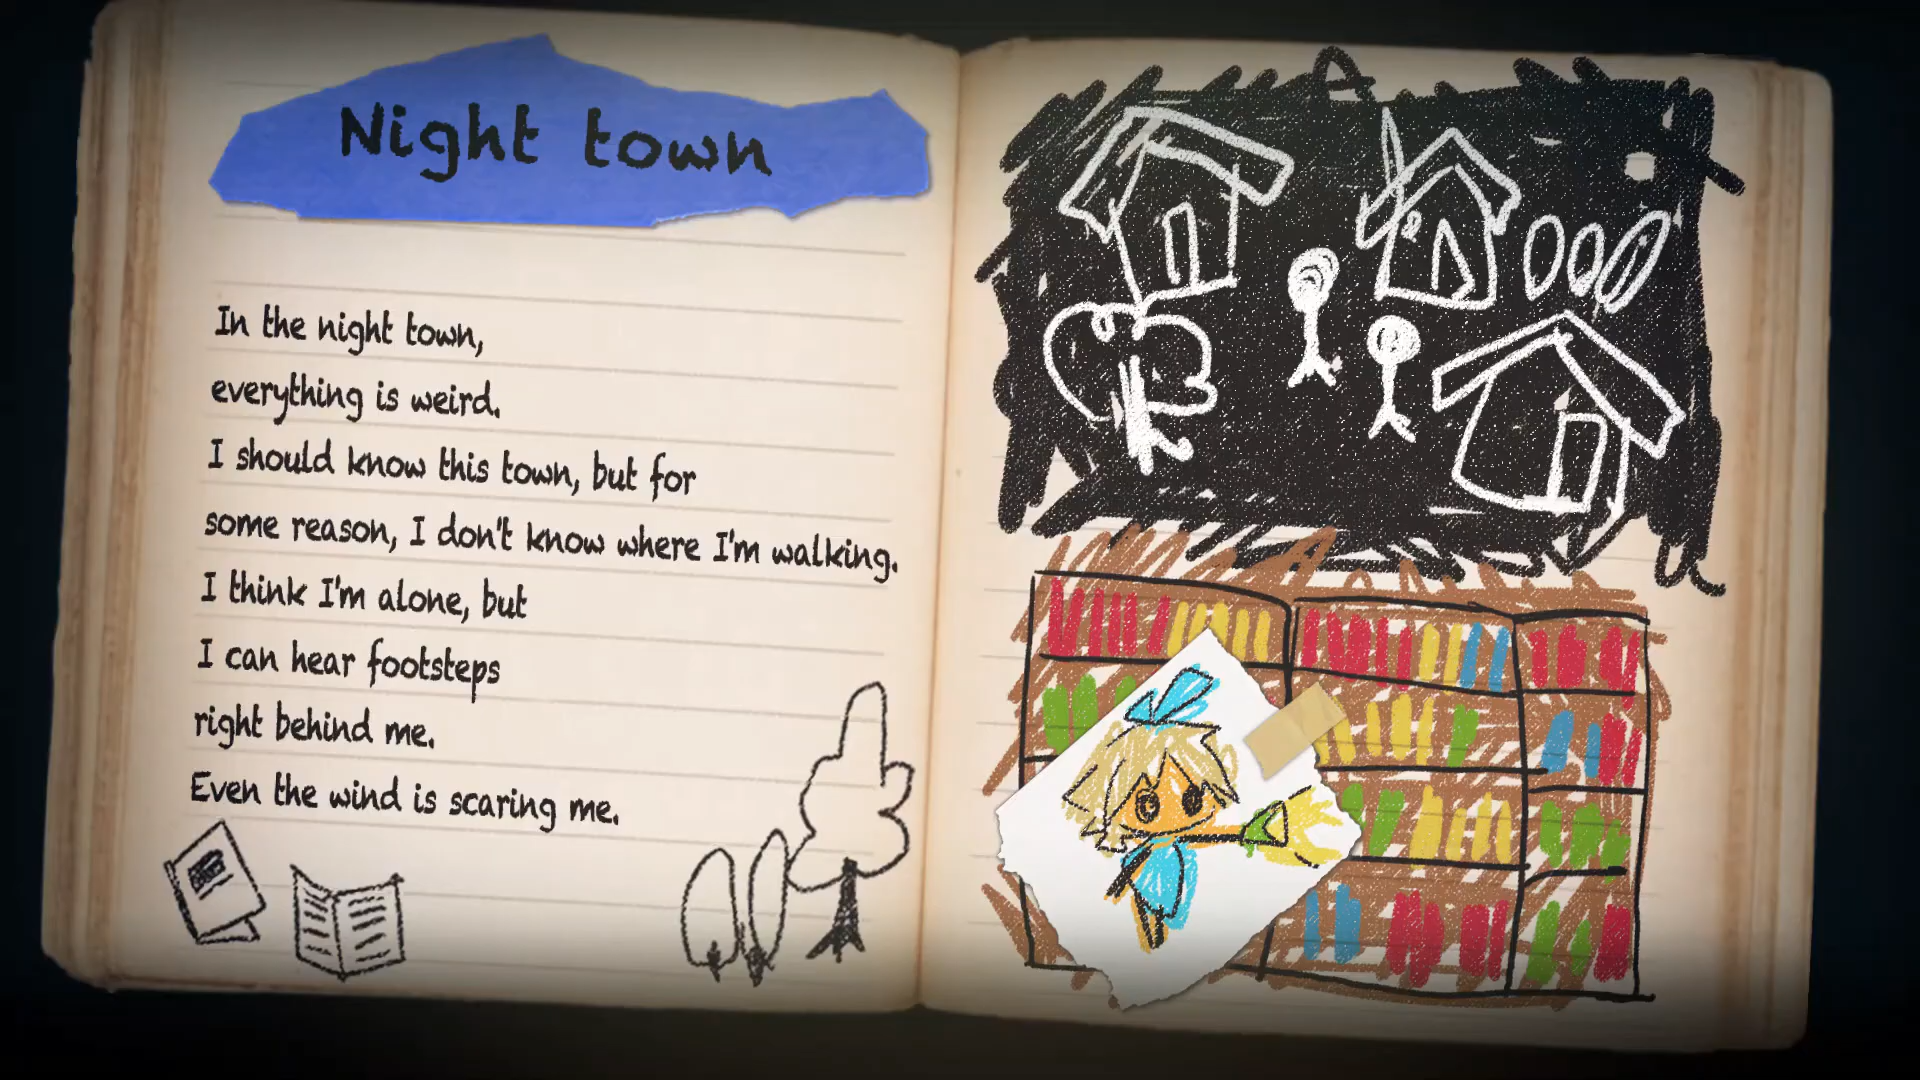 Night town
In the night town,
everything is weird.
I should know this town, but for
some reason, I don't know where I'm walking.
I think I'm alone, but
I can hear footsteps
right behind me.
Even the wind is scaring me.